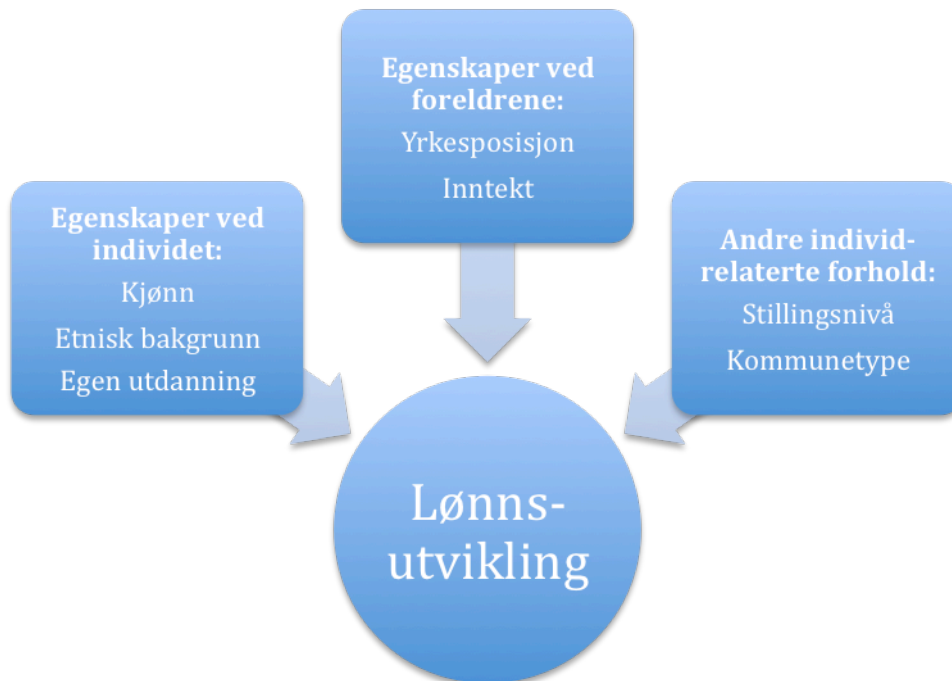 Egenskaper ved
foreldrene:
Yrkesposisjon
Inntekt
Egenskaper ved
individet:
Kjønn
Etnisk bakgrunn
Egen utdanning
Andre individ-
relaterte forhold:
Stillingsnivå
Kommunetype
Lønns-
utvikling